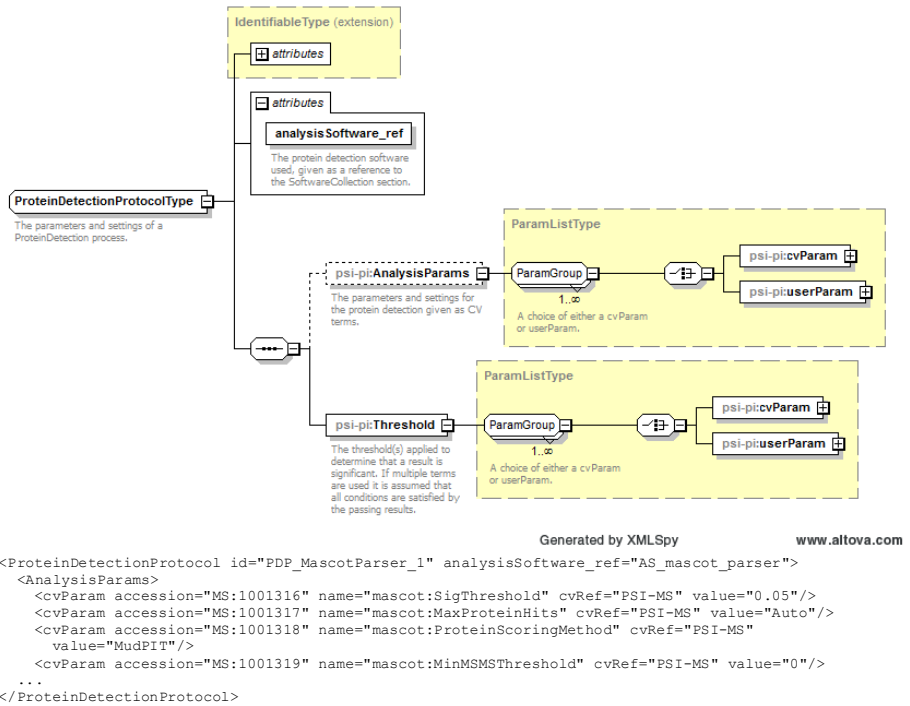 IdentifiableType (extension)
attributes
attributes
analysisSoftware_ref
The protein detection software
used, given as a reference to
the SoftwareCollection section.
ProteinDetectionProtocolType
The parameters and settings of a
ProteinDetection process.
ParamListType
psi-pi:AnalysisParams
The parameters and settings for
the protein detection given as CV
terms.
ParamGroup
1..∞
A choice of either a cvParam
or userParam.
psi-pi:cvParam
psi-pi:userParam
ParamListType
psi-pi:Threshold
The threshold(s) applied to
determine that a result is
significant. If multiple terms
are used it is assumed that
all conditions are satisfied by
the passing results.
ParamGroup
1..∞
A choice of either a cvParam
or userParam.
psi-pi:cvParam
psi-pi:userParam
Generated by XMLSpy www.altova.com
<ProteinDetectionProtocol id="PDP_MascotParser_1" analysisSoftware_ref="AS_mascot_parser">
<AnalysisParams>
<cvParam accession="MS:1001316" name="mascot:SigThreshold" cvRef="PSI-MS" value="0.05"/>
<cvParam accession="MS:1001317" name="mascot:MaxProteinHits" cvRef="PSI-MS" value="Auto"/>
<cvParam accession="MS:1001318" name="mascot:ProteinScoringMethod" cvRef="PSI-MS"
value="MudPIT"/>
<cvParam accession="MS:1001319" name="mascot:MinMSMSThreshold" cvRef="PSI-MS" value="0"/>
...
</ProteinDetectionProtocol>